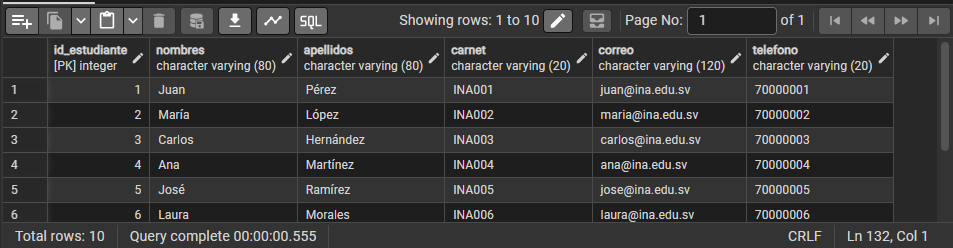 SQL Showing rows: 1 to 10 Page No: 1 of 1
id_estudiante nombres apellidos carnet correo telefono
[PK] integer character varying (80) character varying (80) character varying (20) character varying (120) character varying (20)
1 1 Juan Pérez INA001 juan@ina.edu.sv 70000001
2 2 María López INA002 maria@ina.edu.sv 70000002
3 3 Carlos Hernández INA003 carlos@ina.edu.sv 70000003
4 4 Ana Martínez INA004 ana@ina.edu.sv 70000004
5 5 José Ramírez INA005 jose@ina.edu.sv 70000005
6 6 Laura Morales INA006 laura@ina.edu.sv 70000006
Total rows: 10 Query complete 00:00:00.555 CRLF Ln 132, Col 1